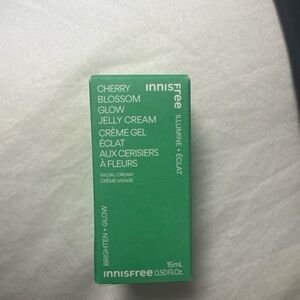 CHERRY
BLOSSOM
GLOW
JELLY CREAM
CRÈME GEL
ÉCLAT
AUX CERISIERS
À FLEURS
FACIAL CREAM
CRÈME VISAGE
innisfree
ILLUMINE + ÉCLAT
BRIGHTEN + GLOW
15mL
innisfree 0.50 Fl.Oz.